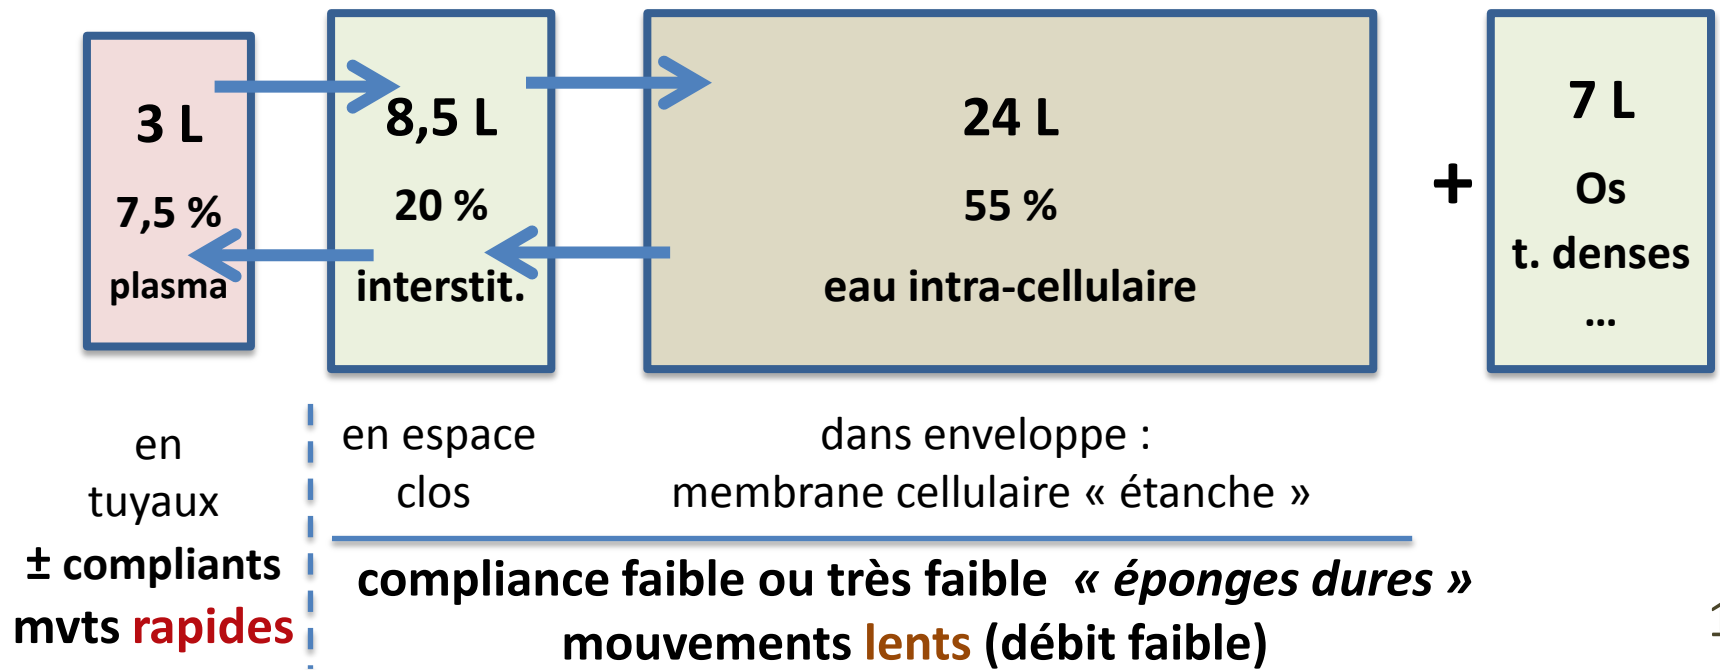 3 L
7,5 %
plasma
8,5 L
20 %
interstit.
24 L
55 %
eau intra-cellulaire
+
7 L
Os
t. denses
...
en
tuyaux
± compliants
mvts rapides
en espace
clos
dans enveloppe :
membrane cellulaire « étanche »
compliance faible ou très faible « éponges dures »
mouvements lents (débit faible)